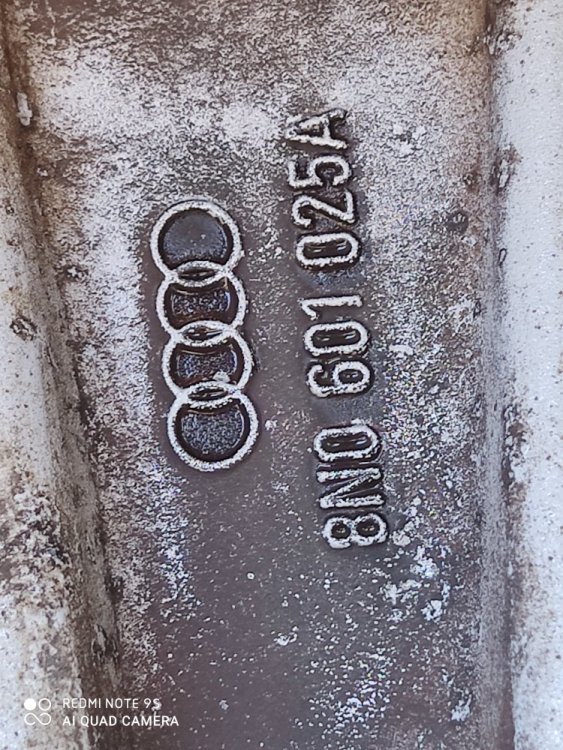 8N0 601 025A
REDMI NOTE 9S
AI QUAD CAMERA